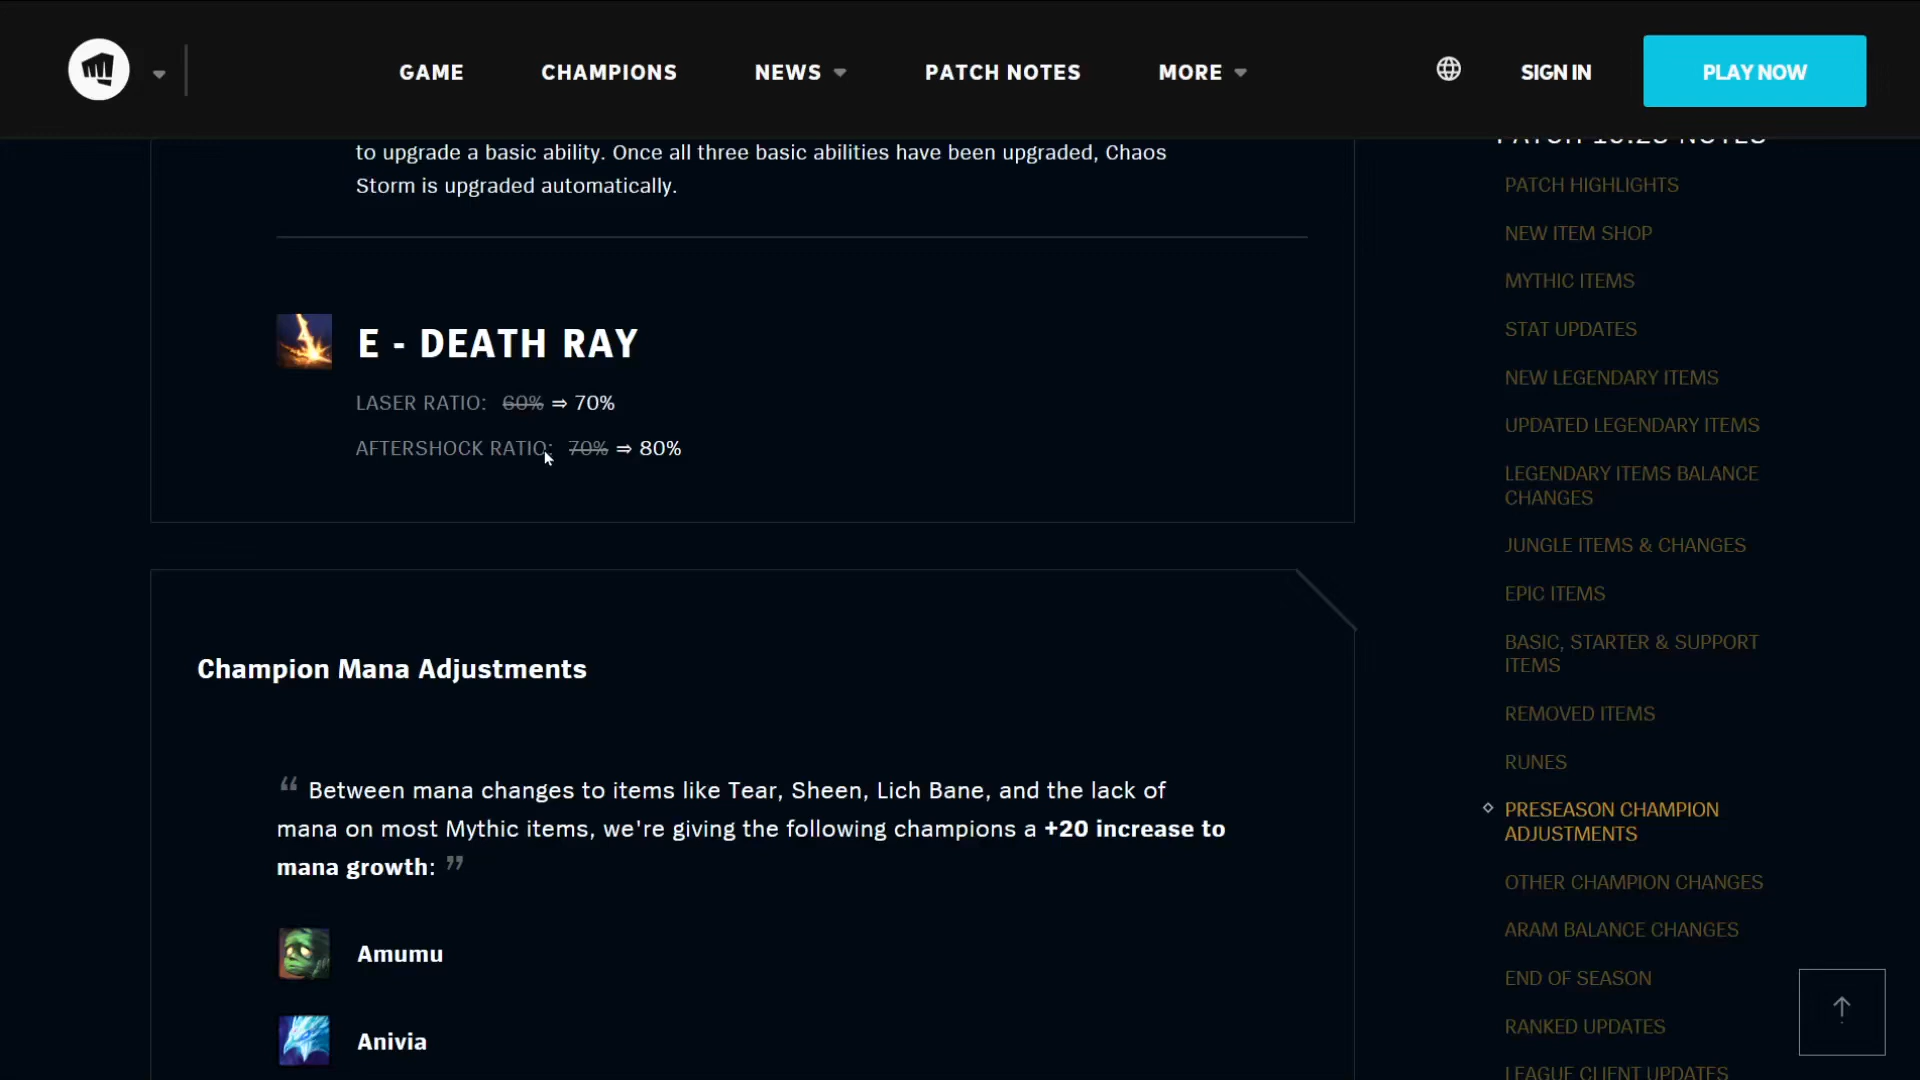 GAME
CHAMPIONS
NEWS
PATCH NOTES
MORE
SIGN IN
PLAY NOW
to upgrade a basic ability. Once all three basic abilities have been upgraded, Chaos
Storm is upgraded automatically.
E - DEATH RAY
LASER RATIO: 60% ⇒ 70%
AFTERSHOCK RATIO: 70% ⇒ 80%
Champion Mana Adjustments
“ Between mana changes to items like Tear, Sheen, Lich Bane, and the lack of
mana on most Mythic items, we're giving the following champions a +20 increase to
mana growth: ”
Amumu
Anivia
PATCH HIGHLIGHTS
NEW ITEM SHOP
MYTHIC ITEMS
STAT UPDATES
NEW LEGENDARY ITEMS
UPDATED LEGENDARY ITEMS
LEGENDARY ITEMS BALANCE
CHANGES
JUNGLE ITEMS & CHANGES
EPIC ITEMS
BASIC, STARTER & SUPPORT
ITEMS
REMOVED ITEMS
RUNES
PRESEASON CHAMPION
ADJUSTMENTS
OTHER CHAMPION CHANGES
ARAM BALANCE CHANGES
END OF SEASON
RANKED UPDATES
LEAGUE CLIENT UPDATES